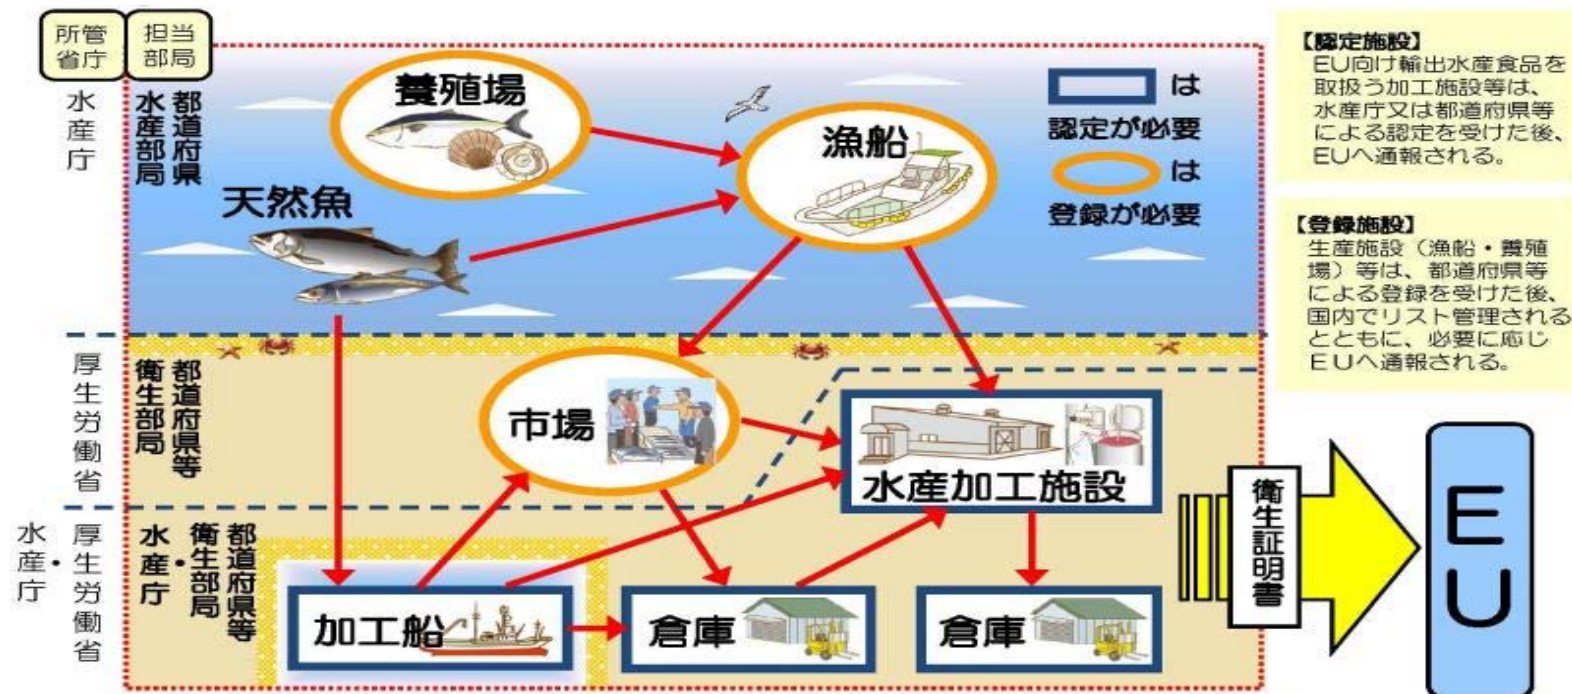 所管
省庁
担当
部局
水産庁
都道府県
水産部局
養殖場
天然魚
漁船
は
認定が必要
は
登録が必要
【認定施設】
EU向け輸出水産食品を
取扱う加工施設等は、
水産庁又は都道府県等
による認定を受けた後、
EUへ通報される。
【登録施設】
生産施設（漁船・養殖
場）等は、都道府県等
による登録を受けた後、
国内でリスト管理される
とともに、必要に応じ
EUへ通報される。
厚生労働省
都道府県等
衛生部局
市場
水産加工施設
厚生労働省・
水産庁
都道府県等
衛生部局・
水産庁
加工船
倉庫
倉庫
衛生証明書
EU